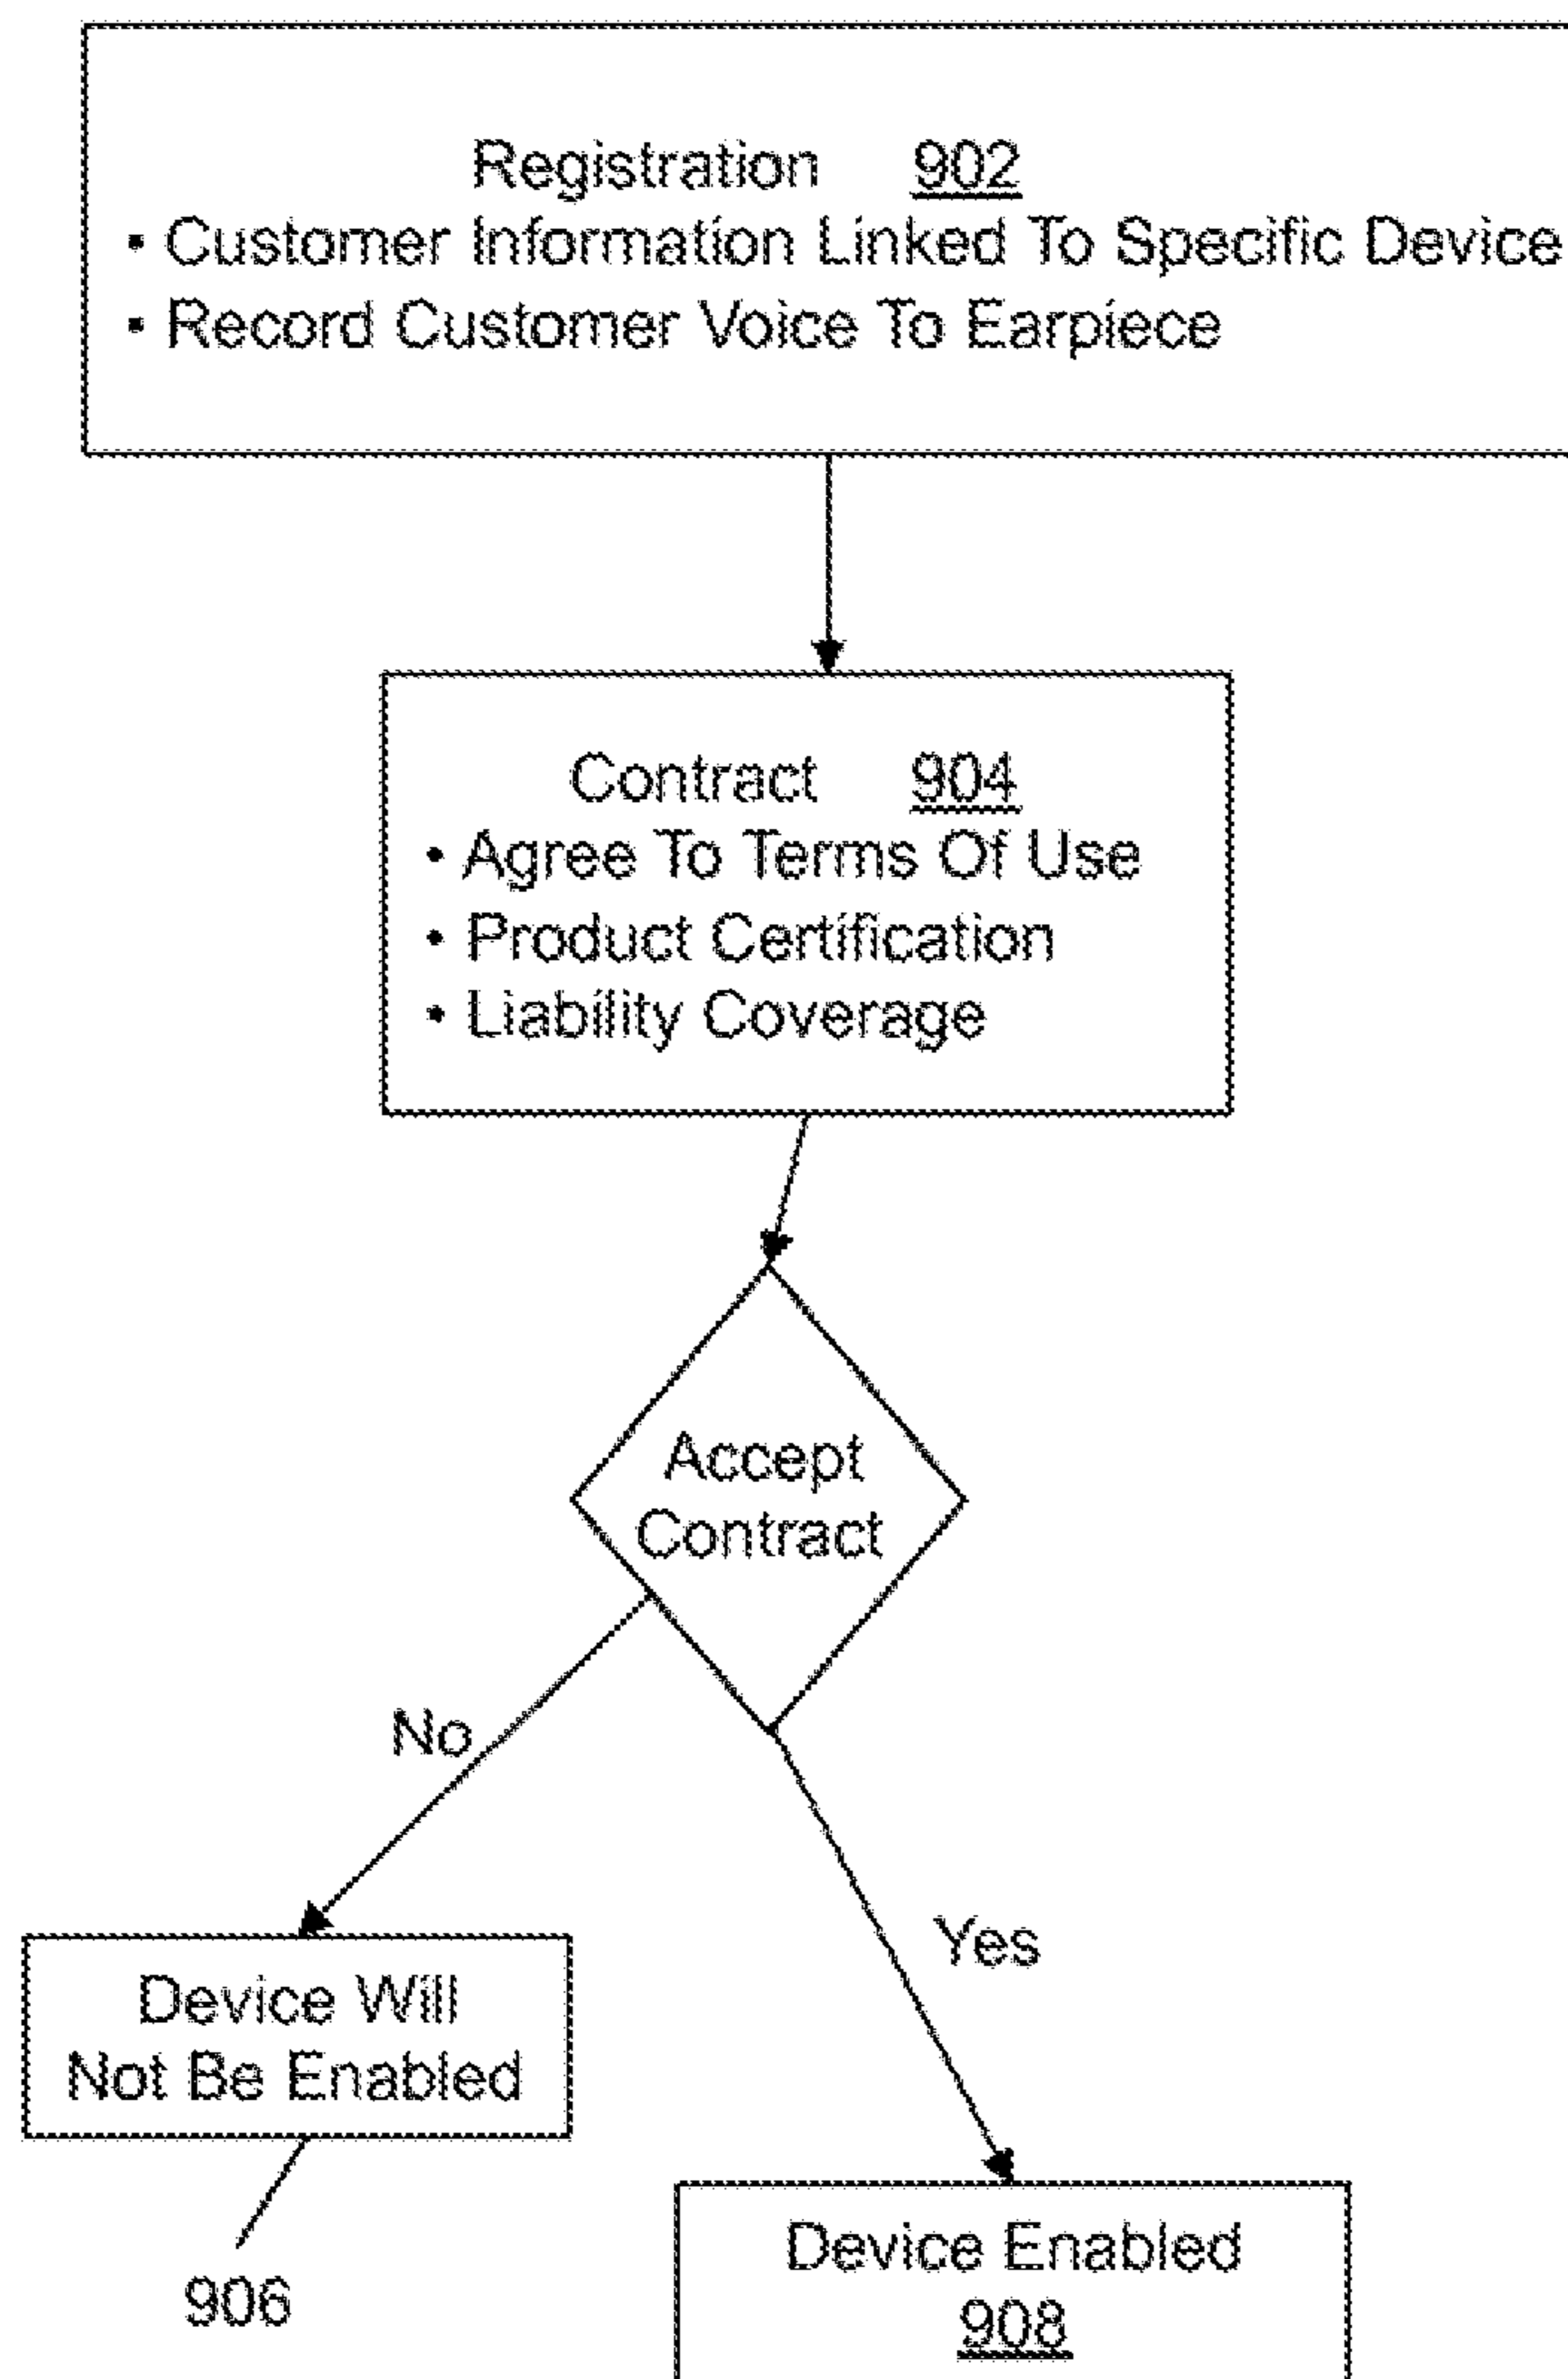 Registration 902
▪ Customer Information Linked To Specific Device
▪ Record Customer Voice To Earpiece
Contract 904
• Agree To Terms Of Use
• Product Certification
• Liability Coverage
Accept
Contract
No
Yes
Device Will
Not Be Enabled
906
Device Enabled
908